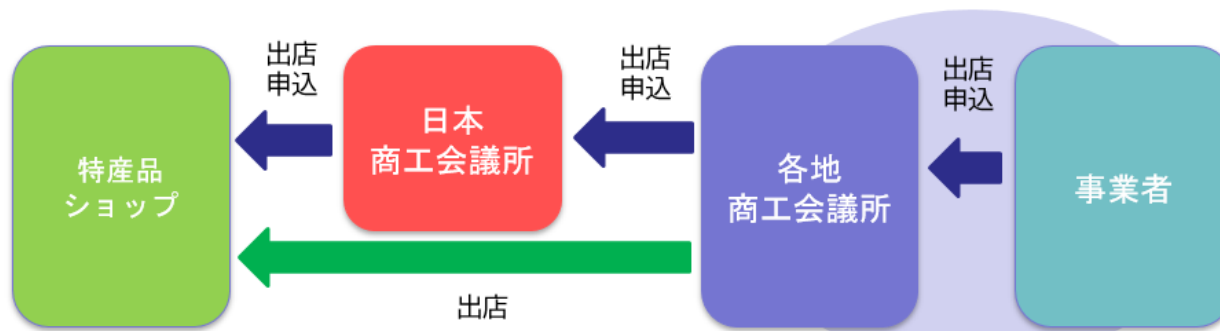 特産品
ショップ
出店
申込
日本
商工会議所
出店
申込
各地
商工会議所
出店
申込
事業者
出店